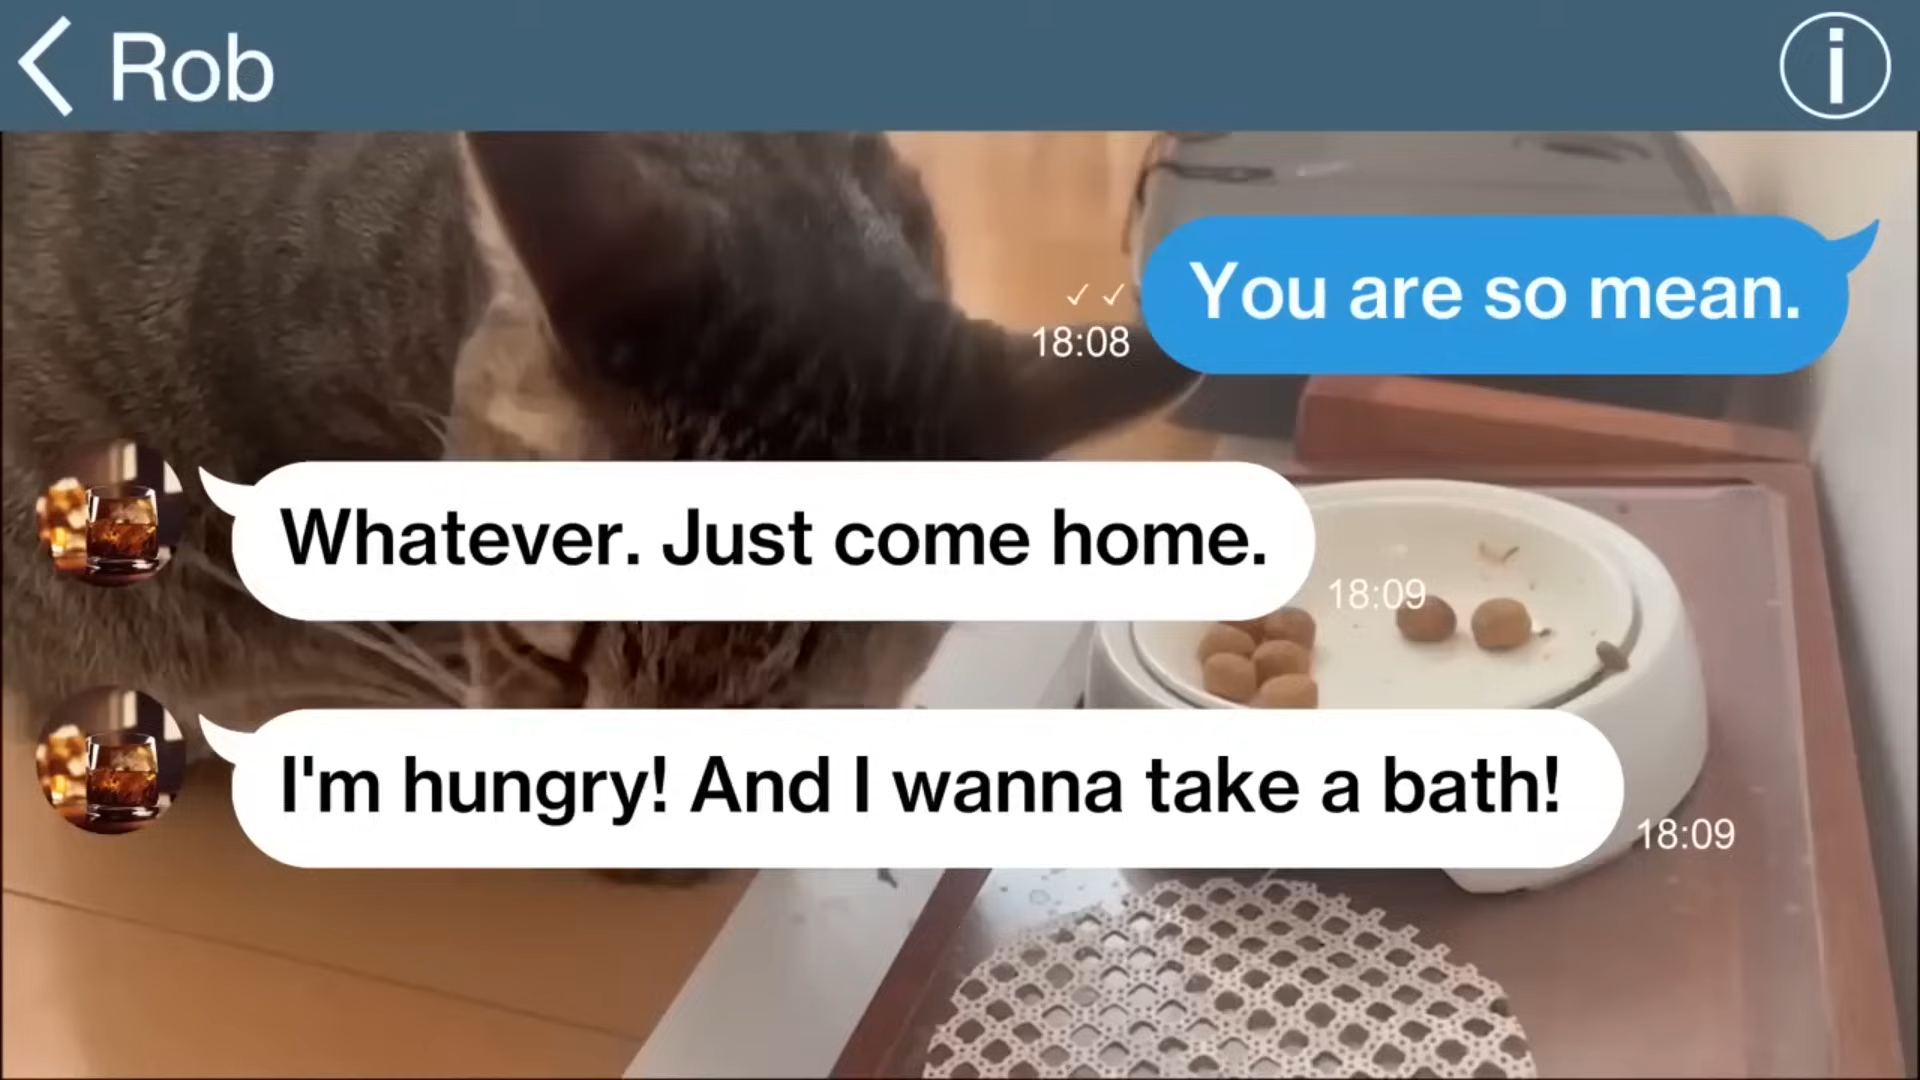 Rob
You are so mean.
✓✓
18:08
Whatever. Just come home.
18:09
I'm hungry! And I wanna take a bath!
18:09